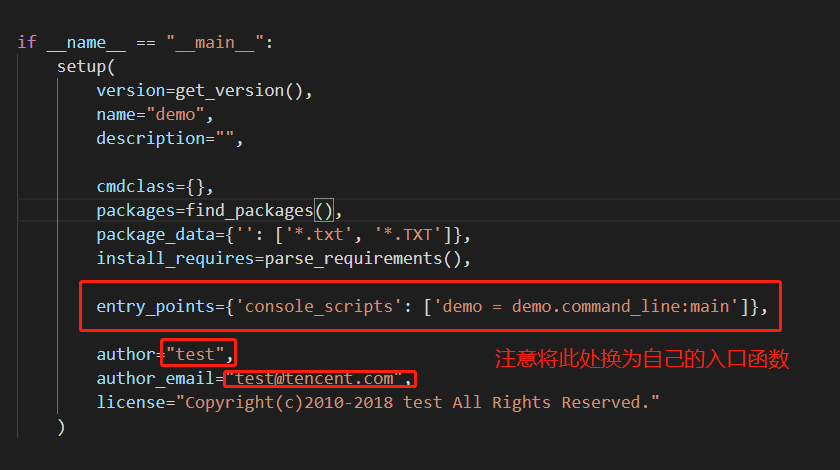 if __name__ == "__main__":
setup(
version=get_version(),
name="demo",
description="",
cmdclass={},
packages=find_packages(),
package_data={'': ['*.txt', '*.TXT']},
install_requires=parse_requirements(),
entry_points={'console_scripts': ['demo = demo.command_line:main']},
author="test",
注意将此处换为自己的入口函数
author_email="test@tencent.com",
license="Copyright(c)2010-2018 test All Rights Reserved."
)